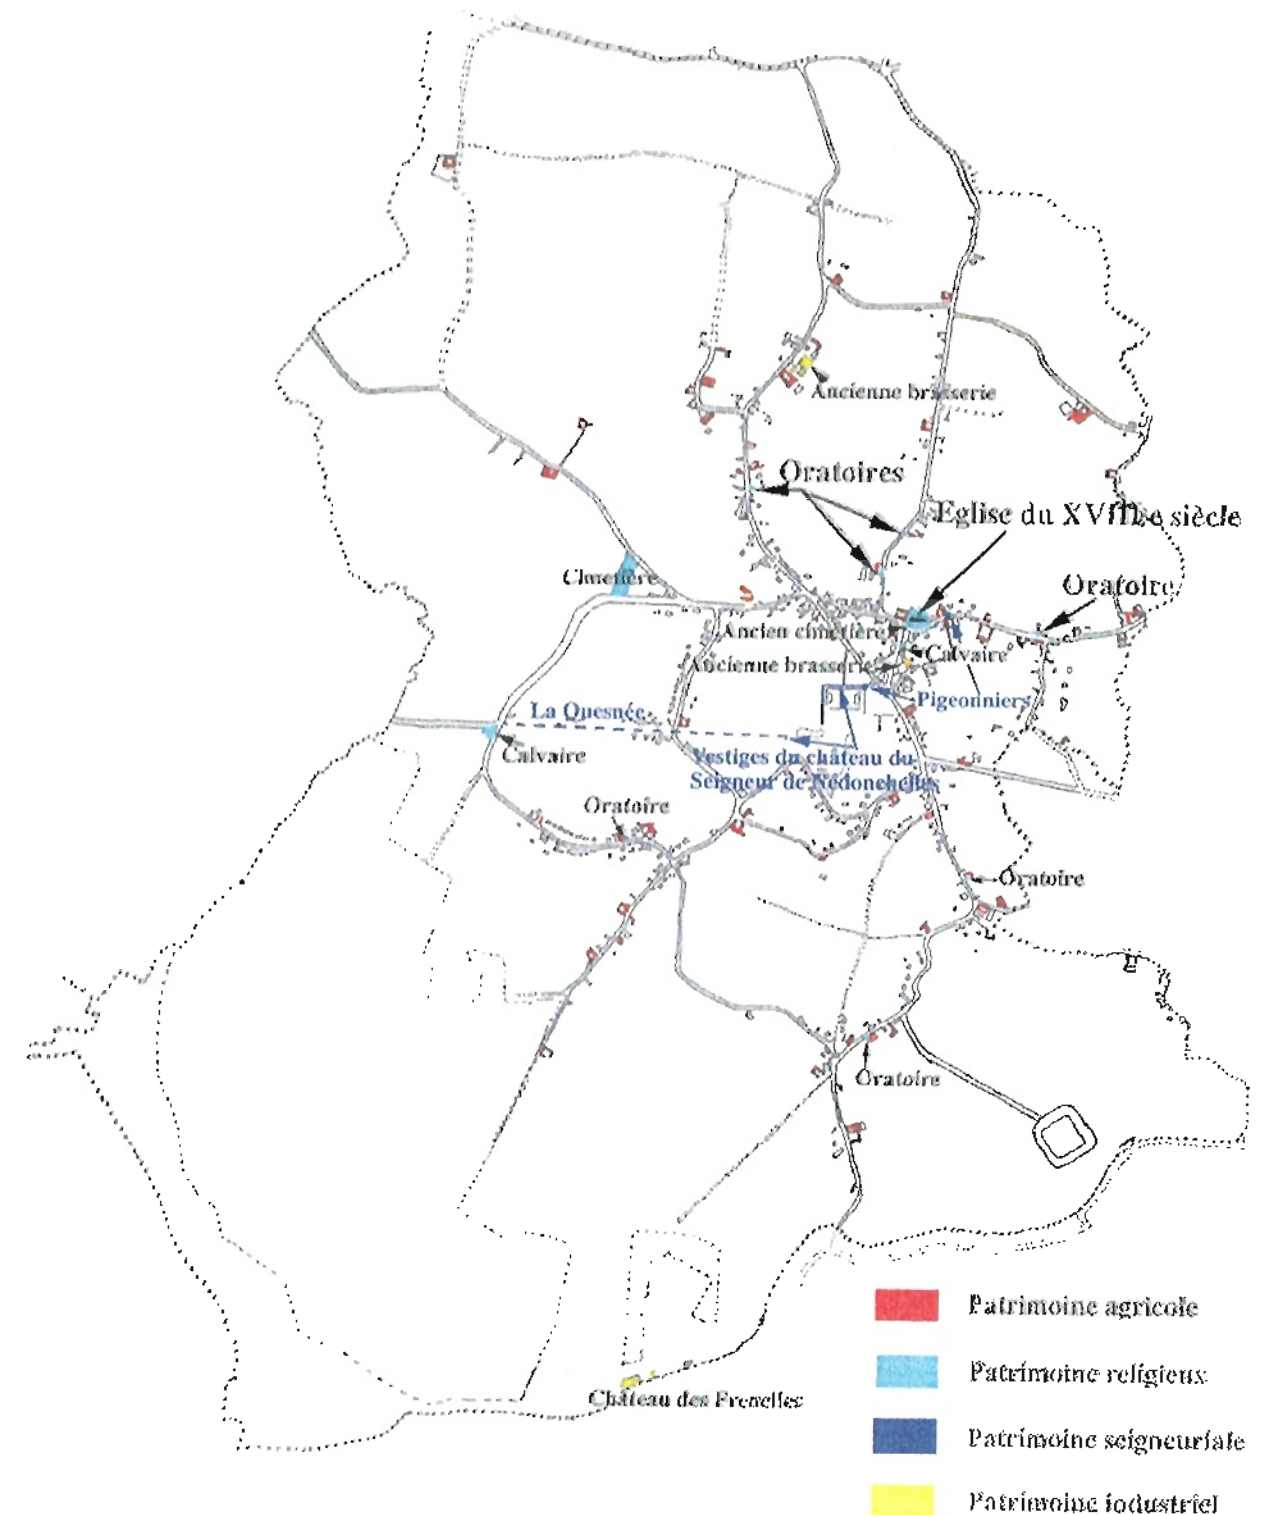 Ancienne brasserie
Oratoires
Eglise du XVIIIe siècle
Cimetière
Oratoire
Ancien cimetière
Calvaire
Ancienne brasserie
Pigeonniers
La Quesnée
Calvaire
Vestiges du château du
Seigneur de Nédonchelles
Oratoire
Oratoire
Oratoire
Château des Frenelles
Patrimoine agricole
Patrimoine religieux
Patrimoine seigneuriale
Patrimoine industriel